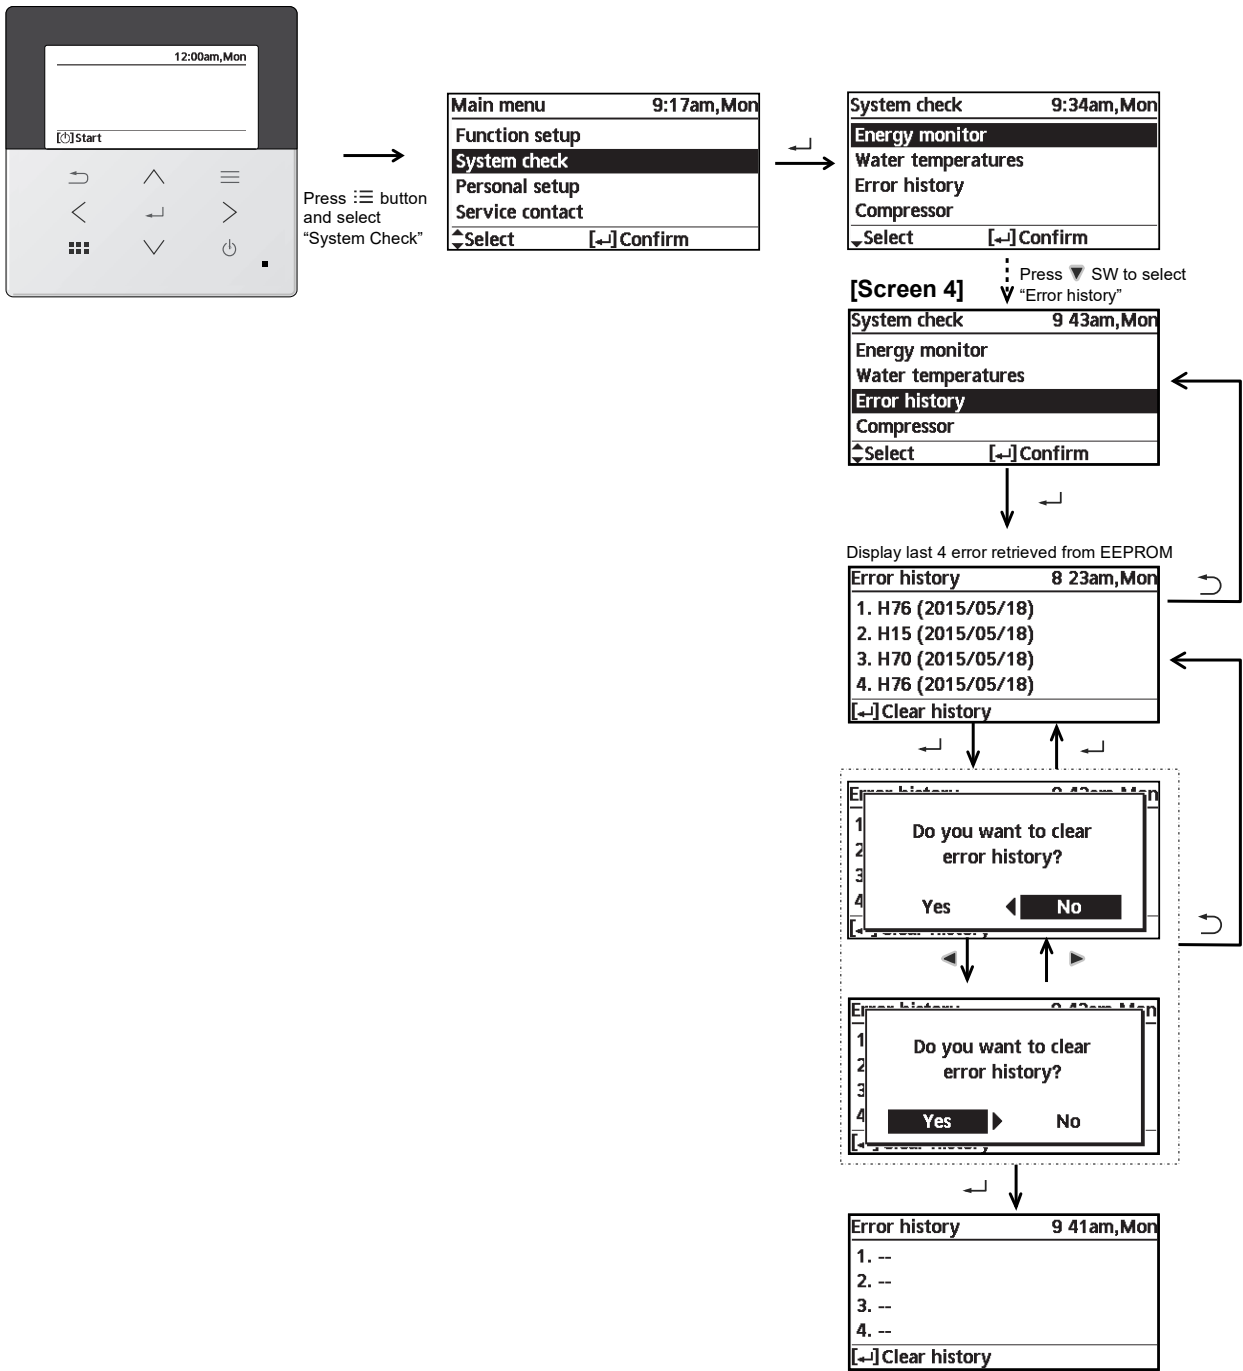 12:00am,Mon
[⏻]Start
Press ≔ button
and select
“System Check”
Main menu 9:17am,Mon
Function setup
System check
Personal setup
Service contact
Select [↵]Confirm
System check 9:34am,Mon
Energy monitor
Water temperatures
Error history
Compressor
Select [↵]Confirm
Press ▼ SW to select
“Error history”
[Screen 4]
System check 9 43am,Mon
Energy monitor
Water temperatures
Error history
Compressor
Select [↵]Confirm
Display last 4 error retrieved from EEPROM
Error history 8 23am,Mon
1. H76 (2015/05/18)
2. H15 (2015/05/18)
3. H70 (2015/05/18)
4. H76 (2015/05/18)
[↵]Clear history
Do you want to clear
error history?
Yes No
Do you want to clear
error history?
Yes No
Error history 9 41am,Mon
1. --
2. --
3. --
4. --
[↵]Clear history